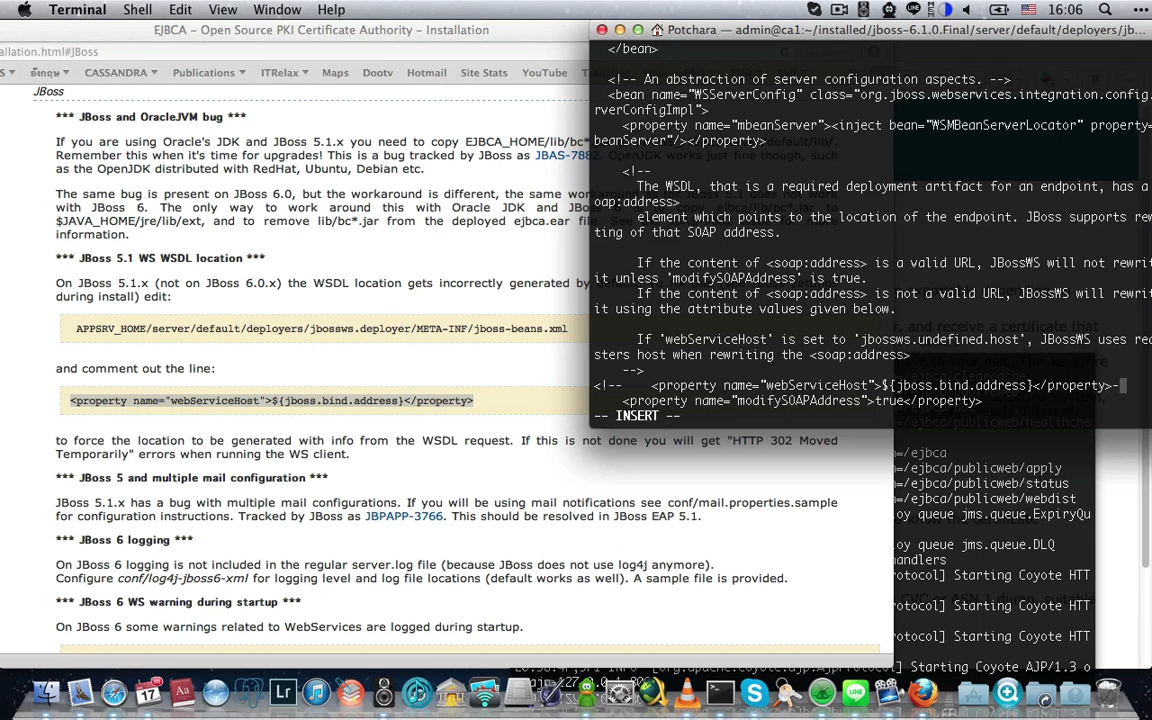 Terminal Shell Edit View Window Help 16:06
EJBCA – Open Source PKI Certificate Authority – Installation
allation.html#JBoss
CASSANDRA Publications ITRelax Maps Dootv Hotmail Site Stats YouTube
JBoss
*** JBoss and OracleJVM bug ***
If you are using Oracle's JDK and JBoss 5.1.x you need to copy EJBCA_HOME/lib/bc*
Remember this when it's time for upgrades! This is a bug tracked by JBoss as JBAS-7882. OpenJDK works just fine though, such
as the OpenJDK distributed with RedHat, Ubuntu, Debian etc.
The same bug is present on JBoss 6.0, but the workaround is different, the same
with JBoss 6. The only way to work around this with Oracle JDK and
$JAVA_HOME/jre/lib/ext, and to remove lib/bc*.jar from the deployed ejbca.ear file.
information.
*** JBoss 5.1 WS WSDL location ***
On JBoss 5.1.x (not on JBoss 6.0.x) the WSDL location gets incorrectly generated by
during install) edit:
APPSRV_HOME/server/default/deployers/jbossws.deployer/META-INF/jboss-beans.xml
and comment out the line:
<property name="webServiceHost">${jboss.bind.address}</property>
to force the location to be generated with info from the WSDL request. If this is not done you will get "HTTP 302 Moved
Temporarily" errors when running the WS client.
*** JBoss 5 and multiple mail configuration ***
JBoss 5.1.x has a bug with multiple mail configurations. If you will be using mail notifications see conf/mail.properties.sample
for configuration instructions. Tracked by JBoss as JBPAPP-3766. This should be resolved in JBoss EAP 5.1.
*** JBoss 6 logging ***
On JBoss 6 logging is not included in the regular server.log file (because JBoss does not use log4j anymore).
Configure conf/log4j-jboss6-xml for logging level and log file locations (default works as well). A sample file is provided.
*** JBoss 6 WS warning during startup ***
On JBoss 6 some warnings related to WebServices are logged during startup.
Potchara — admin@ca1:~/installed/jboss-6.1.0.Final/server/default/deployers/jb...
</bean>
<!-- An abstraction of server configuration aspects. -->
<bean name="WSServerConfig" class="org.jboss.webservices.integration.config.
rverConfigImpl">
<property name="mbeanServer"><inject bean="WSMBeanServerLocator" property=
beanServer"/></property>
<!--
The WSDL, that is a required deployment artifact for an endpoint, has a
oap:address>
element which points to the location of the endpoint. JBoss supports rew
ting of that SOAP address.
If the content of <soap:address> is a valid URL, JBossWS will not rewri
it unless 'modifySOAPAddress' is true.
If the content of <soap:address> is not a valid URL, JBossWS will rewri
it using the attribute values given below.
If 'webServiceHost' is set to 'jbossws.undefined.host', JBossWS uses req
sters host when rewriting the <soap:address>
-->
<!-- <property name="webServiceHost">${jboss.bind.address}</property>-
<property name="modifySOAPAddress">true</property>
-- INSERT --
=/ejbca
=/ejbca/publicweb/apply
=/ejbca/publicweb/status
=/ejbca/publicweb/webdist
oy queue jms.queue.ExpiryQu
oy queue jms.queue.DLQ
andlers
otocol] Starting Coyote HTT
otocol] Starting Coyote HTT
otocol] Starting Coyote HTT
otocol] Starting Coyote AJP/1.3 o